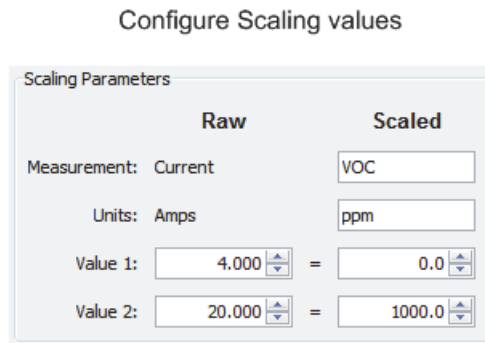 Configure Scaling values
Scaling Parameters
Raw Scaled
Measurement: Current VOC
Units: Amps ppm
Value 1: 4.000 = 0.0
Value 2: 20.000 = 1000.0